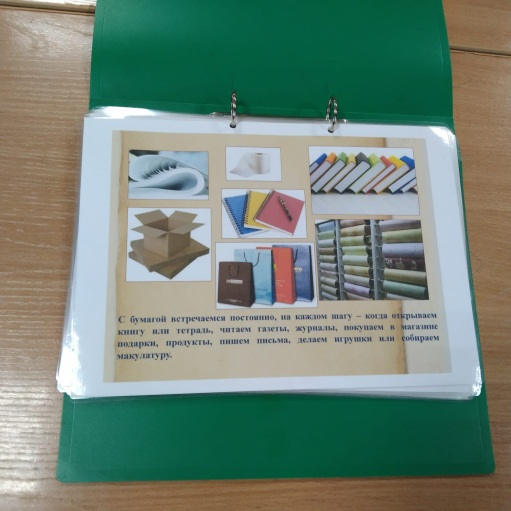 С бумагой встречаемся постоянно, на каждом шагу – когда открываем
книгу или тетрадь, читаем газеты, журналы, покупаем в магазине
подарки, продукты, пишем письма, делаем игрушки или собираем
макулатуру.